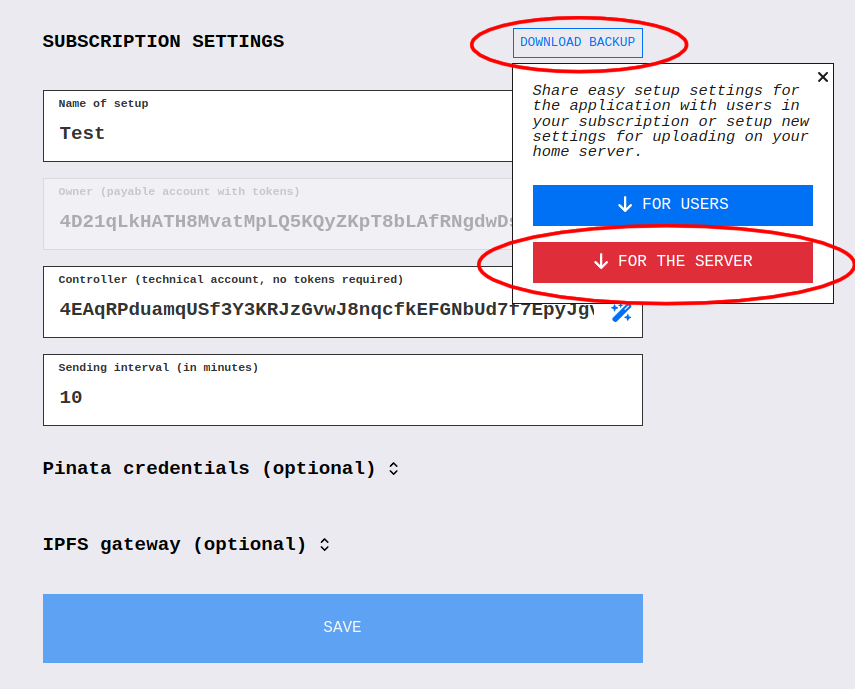 SUBSCRIPTION SETTINGS
DOWNLOAD BACKUP
Share easy setup settings for
the application with users in
your subscription or setup new
settings for uploading on your
home server.
FOR USERS
FOR THE SERVER
Name of setup
Test
Owner (payable account with tokens)
4D21qLkHATH8MvatMpLQ5KQyZKpT8bLAfRNgdwDs
Controller (technical account, no tokens required)
4EAqRPduamqUSf3Y3KRJzGvwJ8nqcfkEFGNbUd7f7EpyJgv
Sending interval (in minutes)
10
Pinata credentials (optional)
IPFS gateway (optional)
SAVE